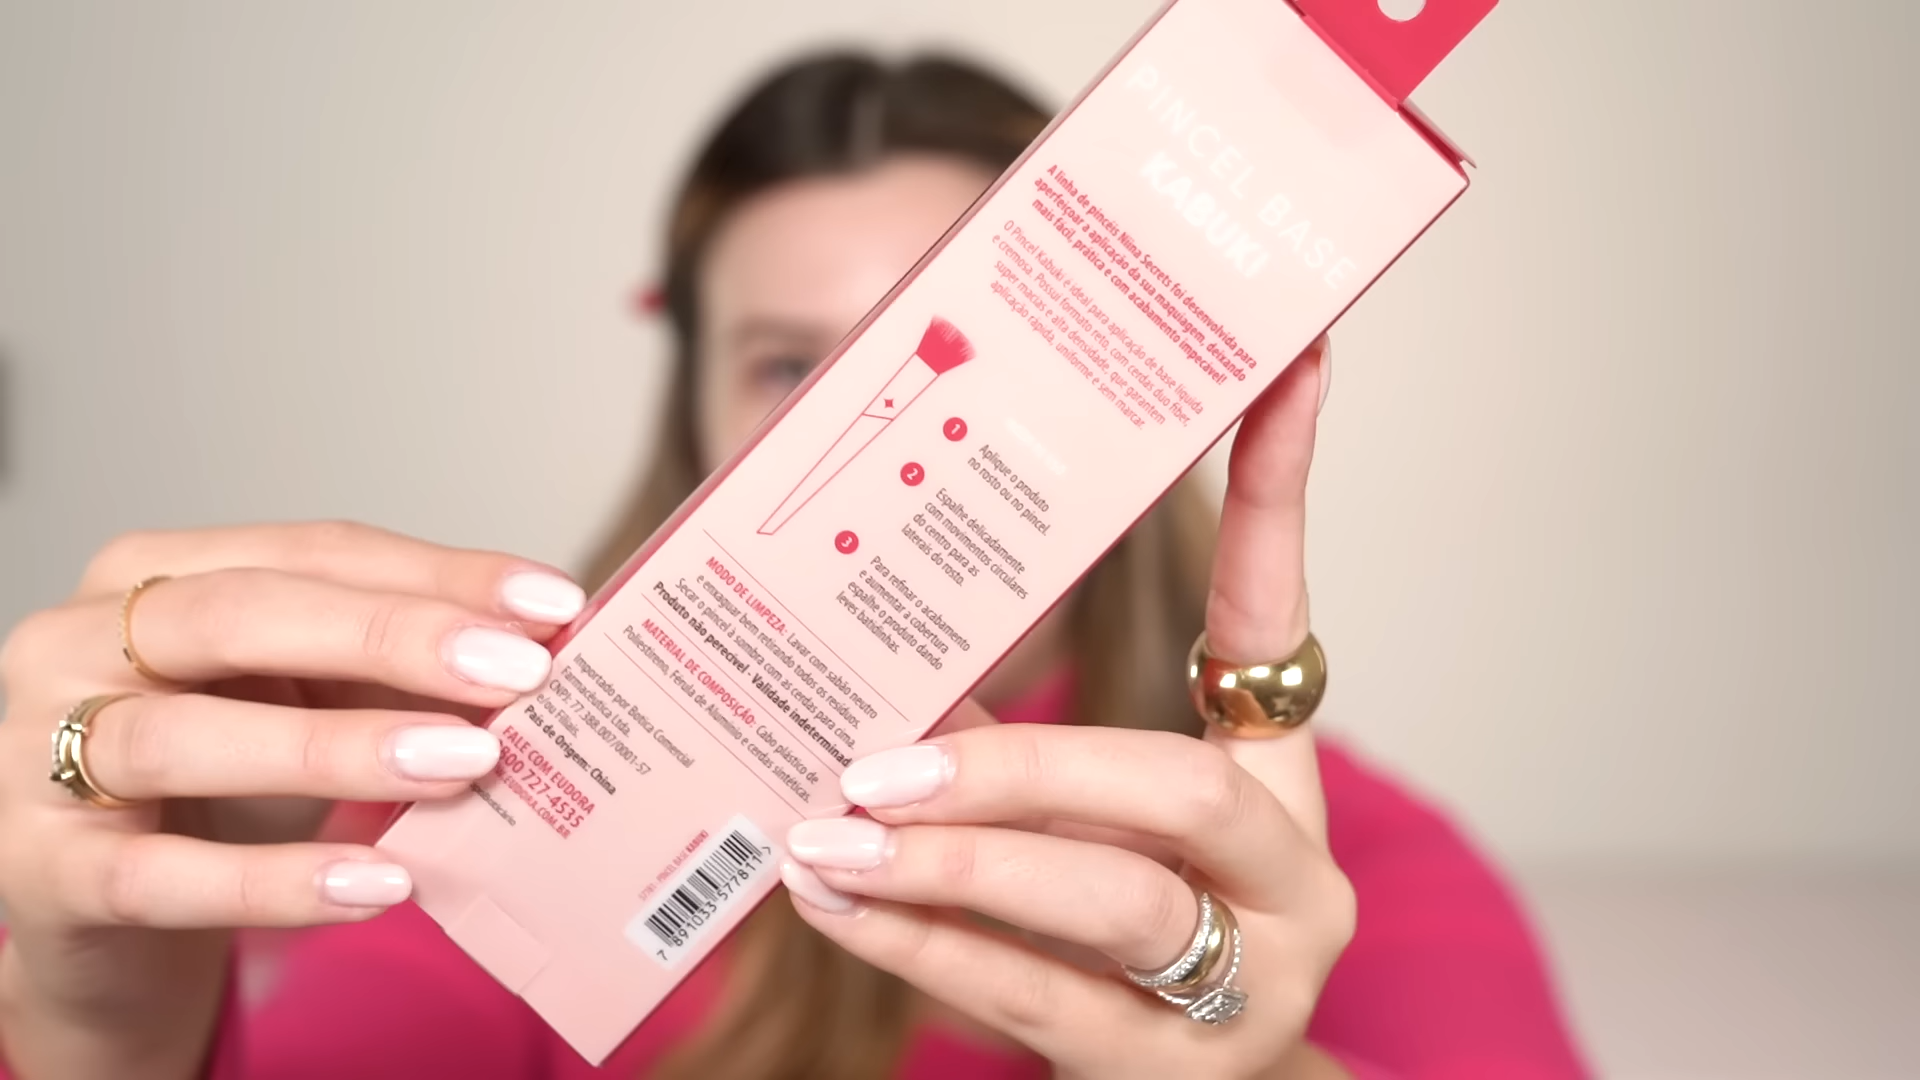 PINCEL BASE
KABUKI
A linha de pincéis Niina Secrets foi desenvolvida para
aperfeiçoar a aplicação da sua maquiagem, deixando
mais fácil, prática e com acabamento impecável!
O Pincel Kabuki é ideal para aplicação de base líquida
e cremosa. Possui formato reto, com cerdas duo fiber,
super macias e alta densidade, que garantem
aplicação rápida, uniforme e sem marcar.
1
Aplique o produto
no rosto ou no pincel.
2
Espalhe delicadamente
com movimentos circulares
do centro para as
laterais do rosto.
3
Para refinar o acabamento
e aumentar a cobertura
espalhe o produto dando
leves batidinhas.
MODO DE LIMPEZA: Lavar com sabão neutro
e enxaguar bem retirando todos os resíduos.
Secar o pincel à sombra com as cerdas para cima.
Produto não perecível - Validade indeterminad
MATERIAL DE COMPOSIÇÃO: Cabo plástico de
Poliestireno, Férula de Alumínio e cerdas sintéticas.
Importado por Botica Comercial
Farmacêutica Ltda.
CNPJ: 77.388.007/0001-57
e/ou Filiais.
País de Origem: China
FALE COM EUDORA
800 727-4535
.EUDORA.COM.BR
57781 - PINCEL BASE KABUKI
7 891033 577811 >